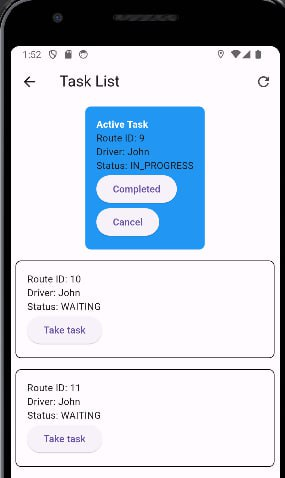 1:52
Task List
Active Task
Route ID: 9
Driver: John
Status: IN_PROGRESS
Completed
Cancel
Route ID: 10
Driver: John
Status: WAITING
Take task
Route ID: 11
Driver: John
Status: WAITING
Take task